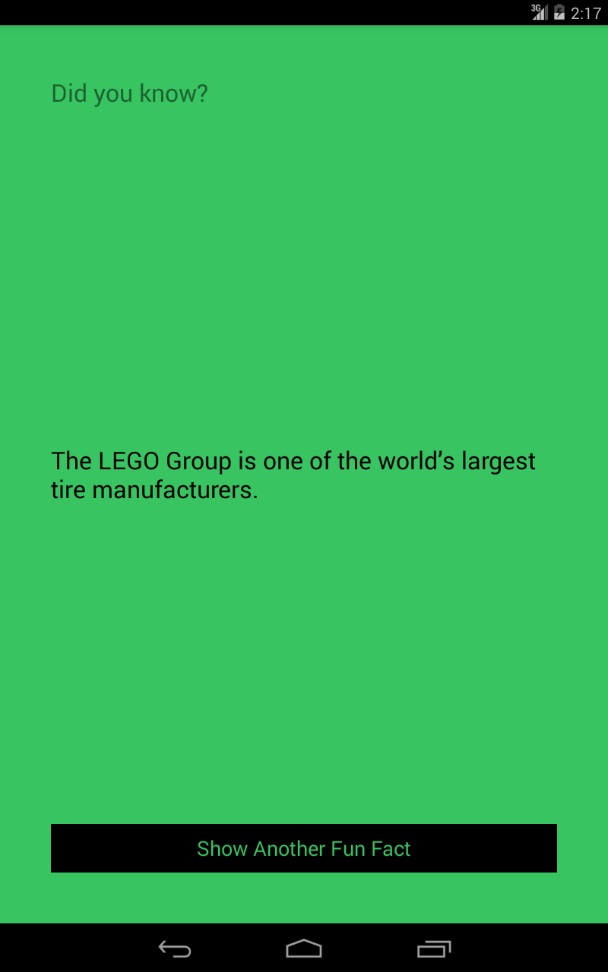 3G 2:17
Did you know?
The LEGO Group is one of the world’s largest
tire manufacturers.
Show Another Fun Fact